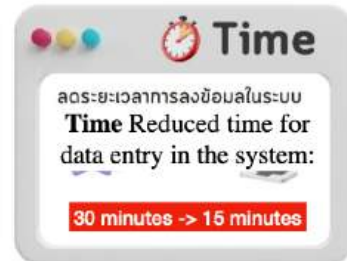 Time
ลดระยะเวลาการลงข้อมูลในระบบ
Time Reduced time for
data entry in the system:
30 minutes -> 15 minutes